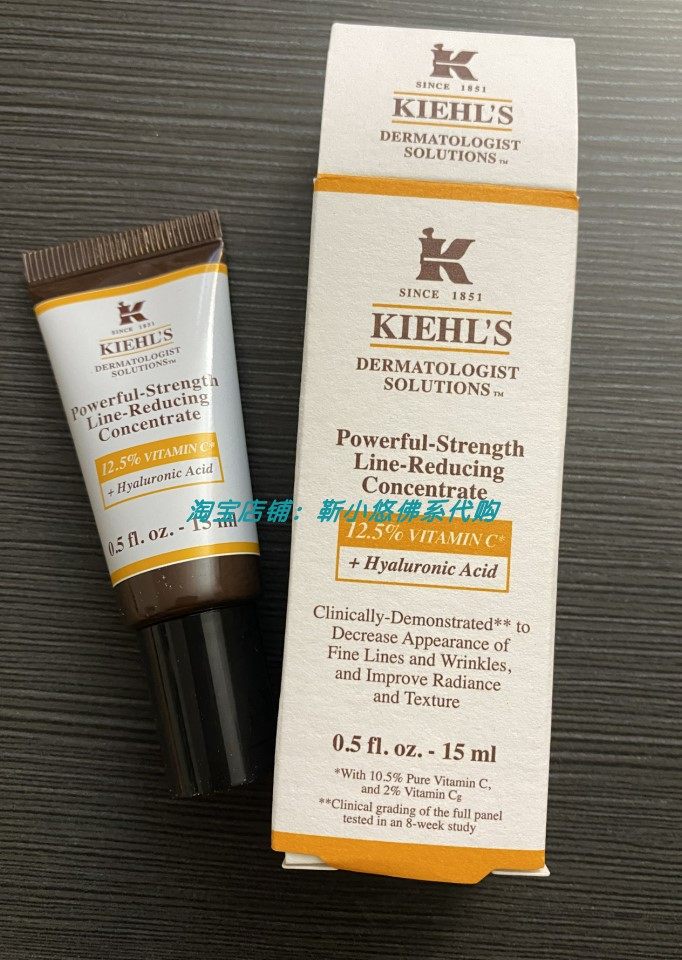 K
SINCE 1851
KIEHL'S
DERMATOLOGIST
SOLUTIONS™
K
SINCE 1851
KIEHL'S
DERMATOLOGIST
SOLUTIONS™
Powerful-Strength
Line-Reducing
Concentrate
12.5% VITAMIN C*
+ Hyaluronic Acid
Clinically-Demonstrated** to
Decrease Appearance of
Fine Lines and Wrinkles,
and Improve Radiance
and Texture
0.5 fl. oz. - 15 ml
*With 10.5% Pure Vitamin C,
and 2% Vitamin Cg
**Clinical grading of the full panel
tested in an 8-week study
K
SINCE 1851
KIEHL'S
DERMATOLOGIST
SOLUTIONS™
Powerful-Strength
Line-Reducing
Concentrate
12.5% VITAMIN C*
+ Hyaluronic Acid
0.5 fl. oz. - 15 ml
淘宝店铺：靳小悠佛系代购